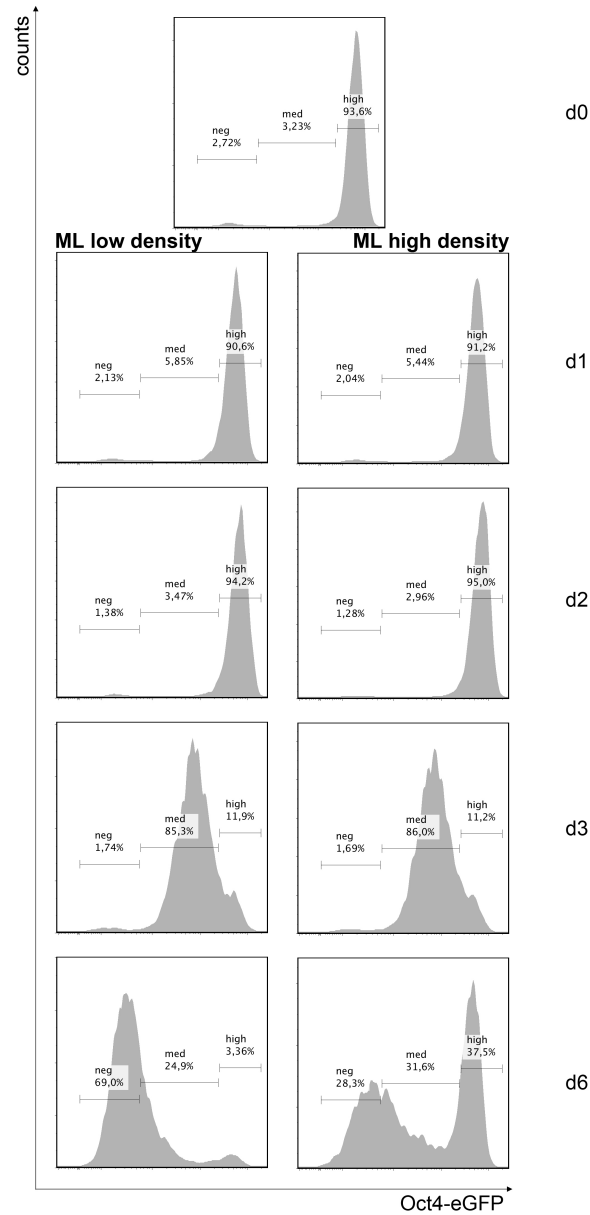 counts
d0
neg
2,72%
med
3,23%
high
93,6%
ML low density
ML high density
d1
neg
2,13%
med
5,85%
high
90,6%
neg
2,04%
med
5,44%
high
91,2%
d2
neg
1,38%
med
3,47%
high
94,2%
neg
1,28%
med
2,96%
high
95,0%
d3
neg
1,74%
med
85,3%
high
11,9%
neg
1,69%
med
86,0%
high
11,2%
d6
neg
69,0%
med
24,9%
high
3,36%
neg
28,3%
med
31,6%
high
37,5%
Oct4-eGFP